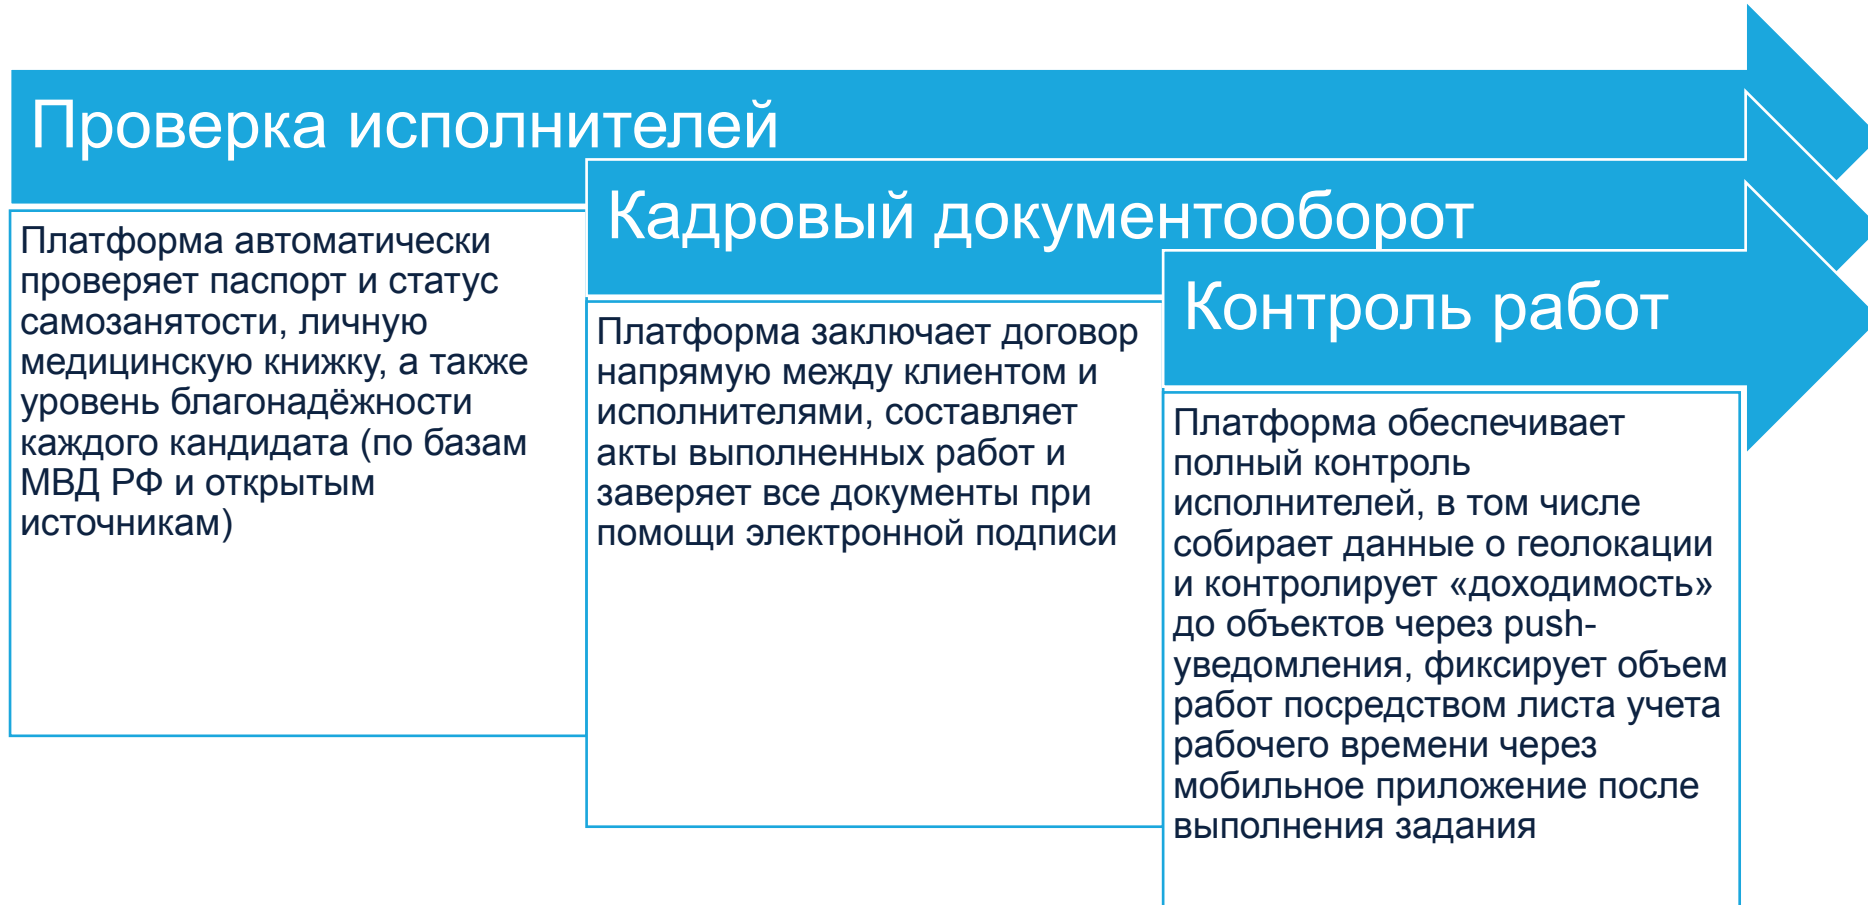 Проверка исполнителей
Платформа автоматически
проверяет паспорт и статус
самозанятости, личную
медицинскую книжку, а также
уровень благонадёжности
каждого кандидата (по базам
МВД РФ и открытым
источникам)
Кадровый документооборот
Платформа заключает договор
напрямую между клиентом и
исполнителями, составляет
акты выполненных работ и
заверяет все документы при
помощи электронной подписи
Контроль работ
Платформа обеспечивает
полный контроль
исполнителей, в том числе
собирает данные о геолокации
и контролирует «доходимость»
до объектов через push-
уведомления, фиксирует объем
работ посредством листа учета
рабочего времени через
мобильное приложение после
выполнения задания